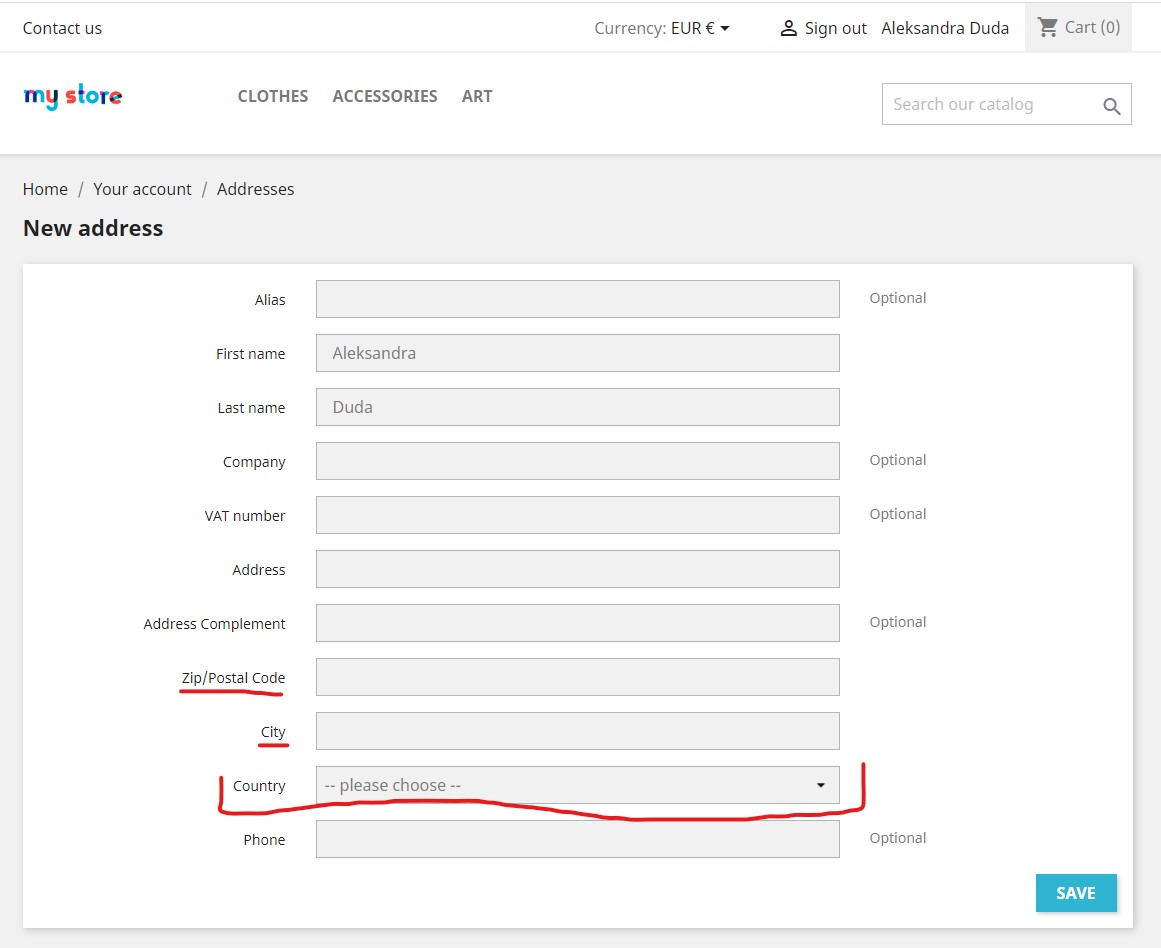 Contact us Currency: EUR € Sign out Aleksandra Duda Cart (0)
my store CLOTHES ACCESSORIES ART Search our catalog
Home / Your account / Addresses
New address
Alias Optional
First name Aleksandra
Last name Duda
Company Optional
VAT number Optional
Address
Address Complement Optional
Zip/Postal Code
City
Country -- please choose --
Phone Optional
SAVE